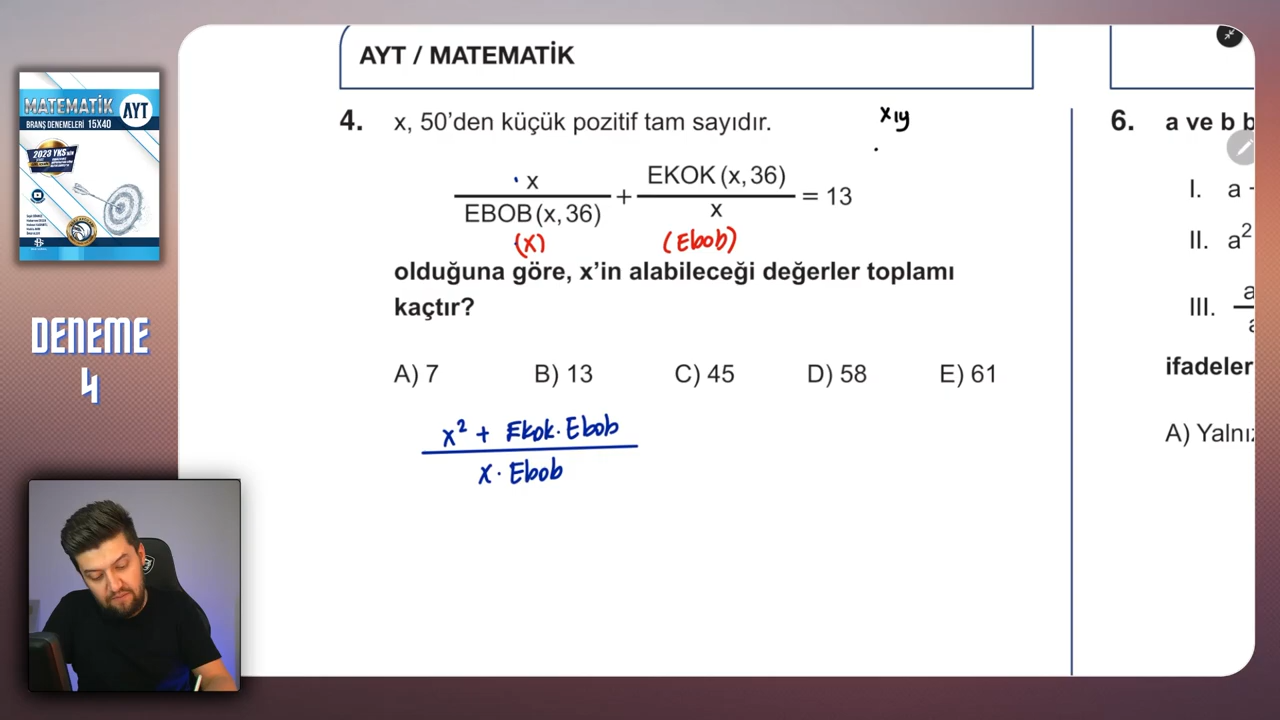 MATEMATİK AYT
BRANŞ DENEMELERİ 15X40
2023 YKS'NİN
DENEME
4
AYT / MATEMATİK
4. x, 50'den küçük pozitif tam sayıdır.
x,y
x / EBOB (x, 36) + EKOK (x, 36) / x = 13
(x) (Ebob)
olduğuna göre, x'in alabileceği değerler toplamı
kaçtır?
A) 7 B) 13 C) 45 D) 58 E) 61
x² + Ekok · Ebob
x · Ebob
6. a ve b b
I. a
II. a²
III. a
ifadeler
A) Yalnı